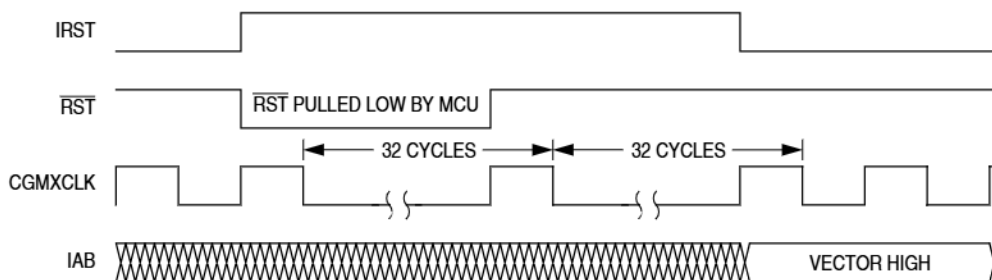 IRST
RST
RST PULLED LOW BY MCU
32 CYCLES
32 CYCLES
CGMXCLK
IAB
VECTOR HIGH